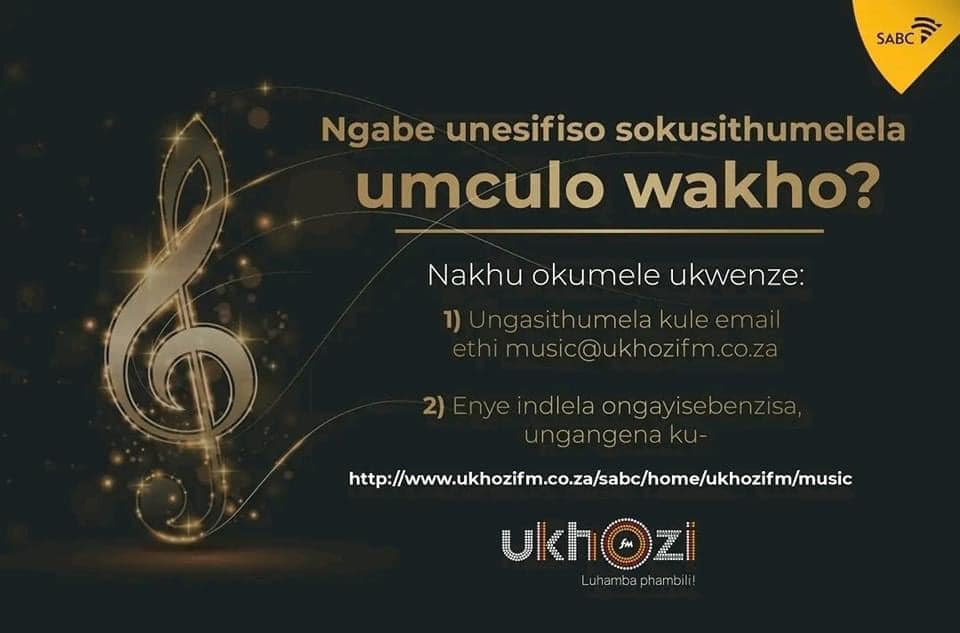 SABC
Ngabe unesifiso sokusithumelela
umculo wakho?
Nakhu okumele ukwenze:
1) Ungasithumela kule email
ethi music@ukhozifm.co.za
2) Enye indlela ongayisebenzisa,
ungangena ku-
http://www.ukhozifm.co.za/sabc/home/ukhozifm/music
ukhozi
fm
Luhamba phambili!